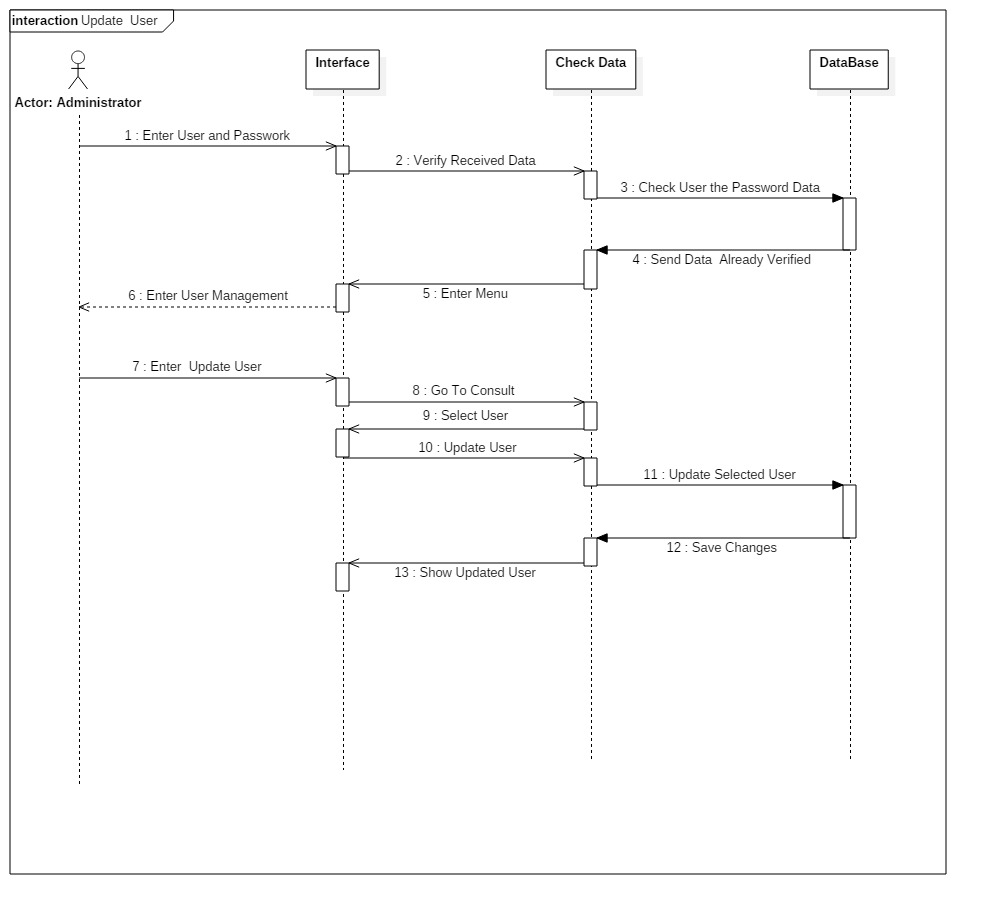 interaction Update  User
Interface
Check Data
DataBase
Actor: Administrator
1 : Enter User and Passwork
2 : Verify Received Data
3 : Check User the Password Data
4 : Send Data  Already Verified
5 : Enter Menu
6 : Enter User Management
7 : Enter  Update User
8 : Go To Consult
9 : Select User
10 : Update User
11 : Update Selected User
12 : Save Changes
13 : Show Updated User